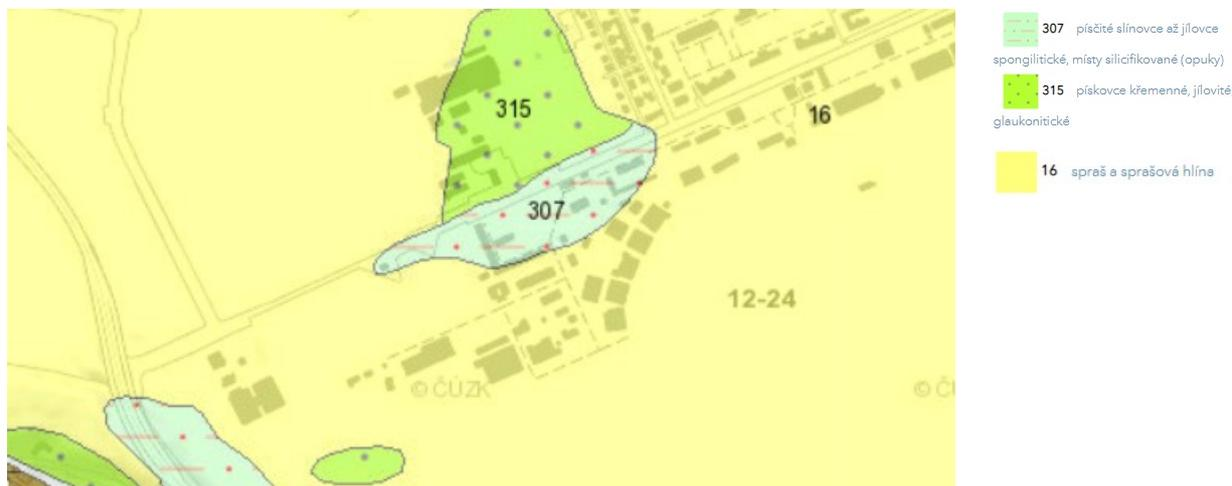 315
307
16
12-24
© ČÚZK
© ČÚ
307 písčité slínovce až jílovce
spongilitické, místy silicifikované (opuky)
315 pískovce křemenné, jílovité
glaukonitické
16 spraš a sprašová hlína